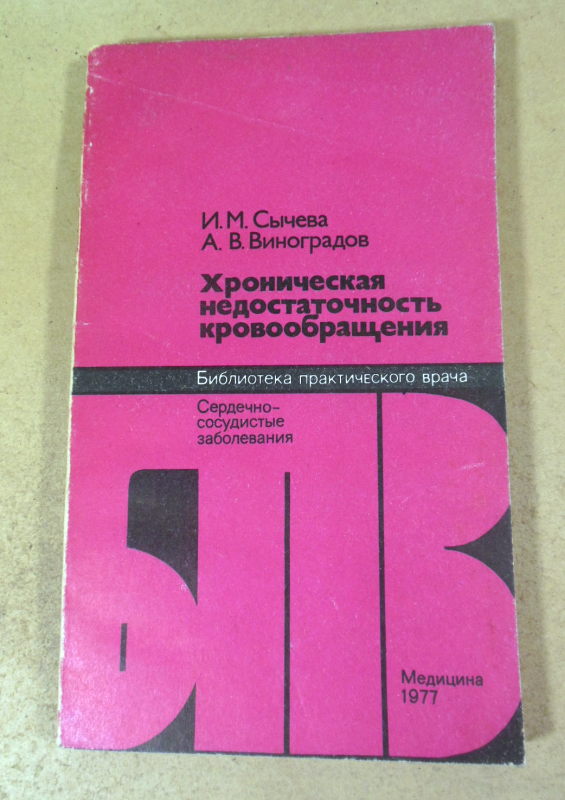 И. М. Сычева
А. В. Виноградов
Хроническая
недостаточность
кровообращения
Библиотека практического врача
Сердечно-
сосудистые
заболевания
БПВ
Медицина
1977